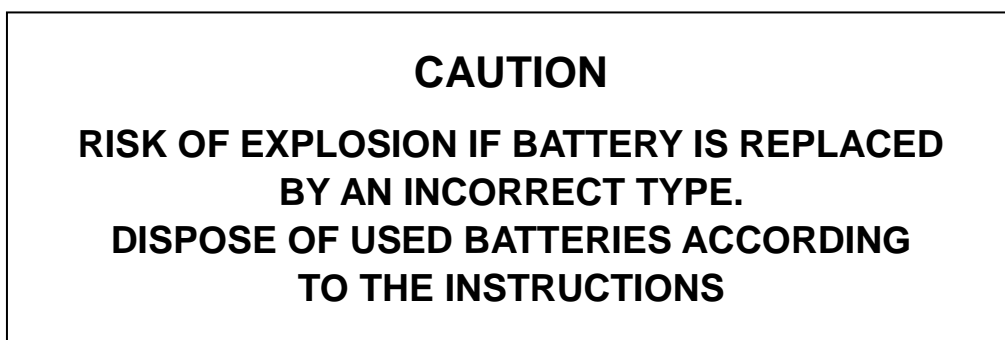 CAUTION
RISK OF EXPLOSION IF BATTERY IS REPLACED
BY AN INCORRECT TYPE.
DISPOSE OF USED BATTERIES ACCORDING
TO THE INSTRUCTIONS